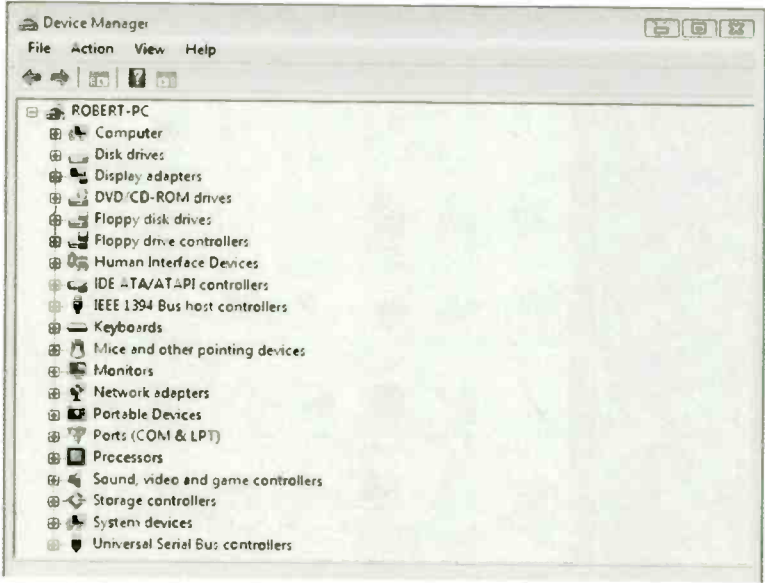 Device Manager
File Action View Help
ROBERT-PC
Computer
Disk drives
Display adapters
DVD/CD-ROM drives
Floppy disk drives
Floppy drive controllers
Human Interface Devices
IDE ATA/ATAPI controllers
IEEE 1394 Bus host controllers
Keyboards
Mice and other pointing devices
Monitors
Network adapters
Portable Devices
Ports (COM & LPT)
Processors
Sound, video and game controllers
Storage controllers
System devices
Universal Serial Bus controllers